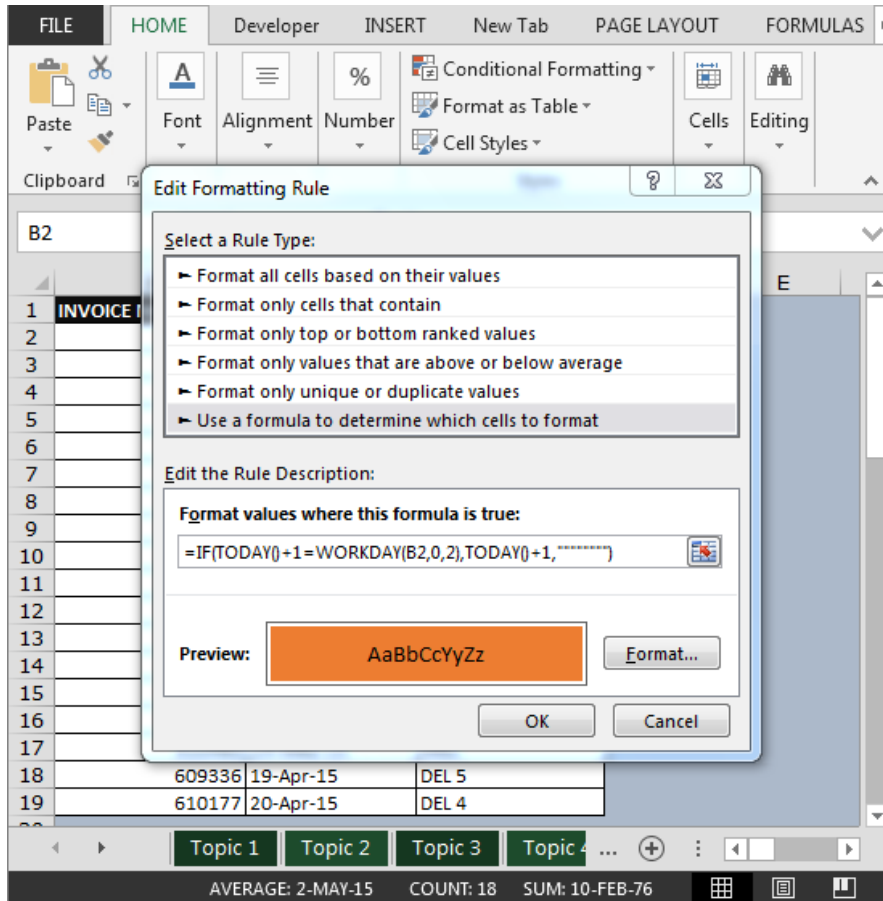 FILE HOME Developer INSERT New Tab PAGE LAYOUT FORMULAS
Paste
Clipboard
A
Font
Alignment
%
Number
Conditional Formatting
Format as Table
Cell Styles
Cells
Editing
Edit Formatting Rule
B2
Select a Rule Type:
► Format all cells based on their values
► Format only cells that contain
► Format only top or bottom ranked values
► Format only values that are above or below average
► Format only unique or duplicate values
► Use a formula to determine which cells to format
Edit the Rule Description:
Format values where this formula is true:
=IF(TODAY()+1=WORKDAY(B2,0,2),TODAY()+1,"""""""")
Preview:
AaBbCcYyZz
Format...
OK Cancel
E
1 INVOICE
2
3
4
5
6
7
8
9
10
11
12
13
14
15
16
17
18 609336 19-Apr-15 DEL 5
19 610177 20-Apr-15 DEL 4
Topic 1 Topic 2 Topic 3 Topic 4 ...
AVERAGE: 2-MAY-15 COUNT: 18 SUM: 10-FEB-76